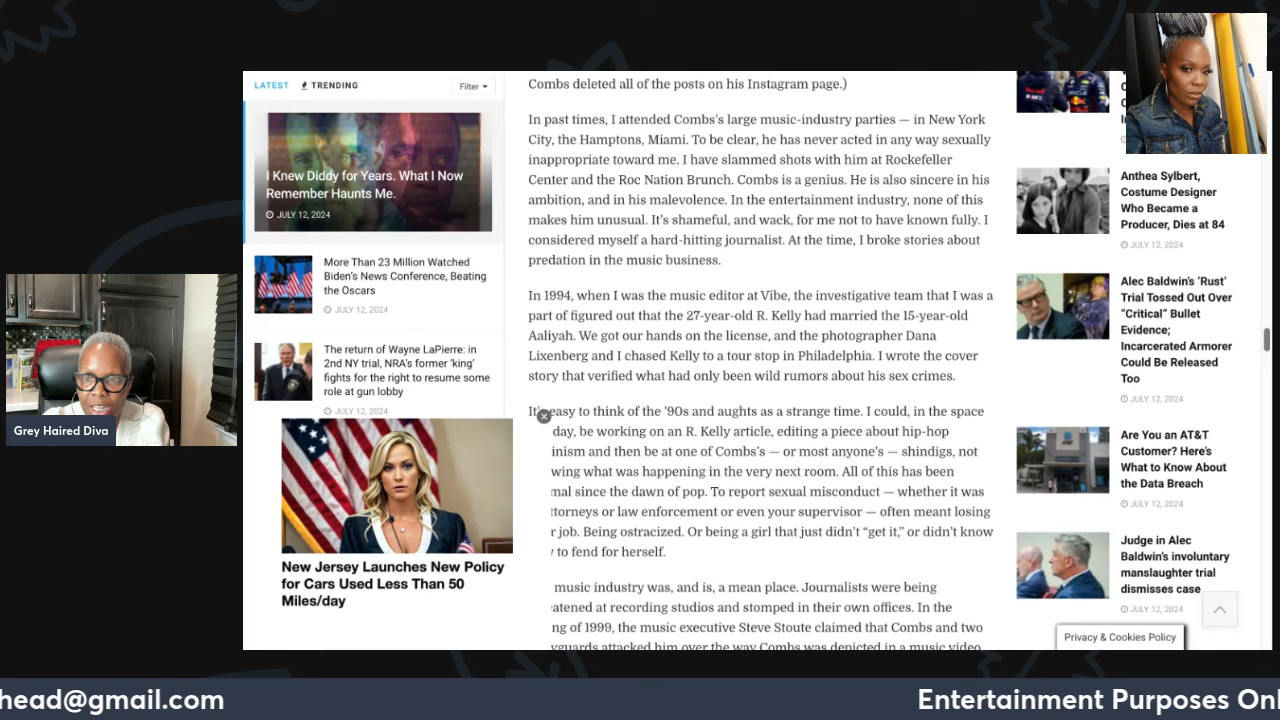 LATEST
TRENDING
Filter
I Knew Diddy for Years. What I Now
Remember Haunts Me.
JULY 12, 2024
More Than 23 Million Watched
Biden's News Conference, Beating
the Oscars
JULY 12, 2024
The return of Wayne LaPierre: in
2nd NY trial, NRA's former 'king'
fights for the right to resume some
role at gun lobby
JULY 12, 2024
New Jersey Launches New Policy
for Cars Used Less Than 50
Miles/day
Combs deleted all of the posts on his Instagram page.)
In past times, I attended Combs's large music-industry parties — in New York
City, the Hamptons, Miami. To be clear, he has never acted in any way sexually
inappropriate toward me. I have slammed shots with him at Rockefeller
Center and the Roc Nation Brunch. Combs is a genius. He is also sincere in his
ambition, and in his malevolence. In the entertainment industry, none of this
makes him unusual. It's shameful, and wack, for me not to have known fully. I
considered myself a hard-hitting journalist. At the time, I broke stories about
predation in the music business.
In 1994, when I was the music editor at Vibe, the investigative team that I was
a part of figured out that the 27-year-old R. Kelly had married the 15-year-old
Aaliyah. We got our hands on the license, and the photographer Dana
Lixenberg and I chased Kelly to a tour stop in Philadelphia. I wrote the cover
story that verified what had only been wild rumors about his sex crimes.
easy to think of the '90s and aughts as a strange time. I could, in the space
day, be working on an R. Kelly article, editing a piece about hip-hop
and then be at one of Combs's — or most anyone's — shindigs, not
what was happening in the very next room. All of this has been
since the dawn of pop. To report sexual misconduct — whether it was
or law enforcement or even your supervisor — often meant losing
job. Being ostracized. Or being a girl that just didn't “get it,” or didn't know
to fend for herself.
music industry was, and is, a mean place. Journalists were being
at recording studios and stomped in their own offices. In the
of 1999, the music executive Steve Stoute claimed that Combs and two
attacked him over the way Combs was depicted in a music video
Anthea Sylbert,
Costume Designer
Who Became a
Producer, Dies at 84
JULY 12, 2024
Alec Baldwin's 'Rust'
Trial Tossed Out Over
“Critical” Bullet
Evidence;
Incarcerated Armorer
Could Be Released
Too
JULY 12, 2024
Are You an AT&T
Customer? Here's
What to Know About
the Data Breach
JULY 12, 2024
Judge in Alec
Baldwin's involuntary
manslaughter trial
dismisses case
JULY 12, 2024
Privacy & Cookies Policy
Grey Haired Diva
head@gmail.com
Entertainment Purposes Onl